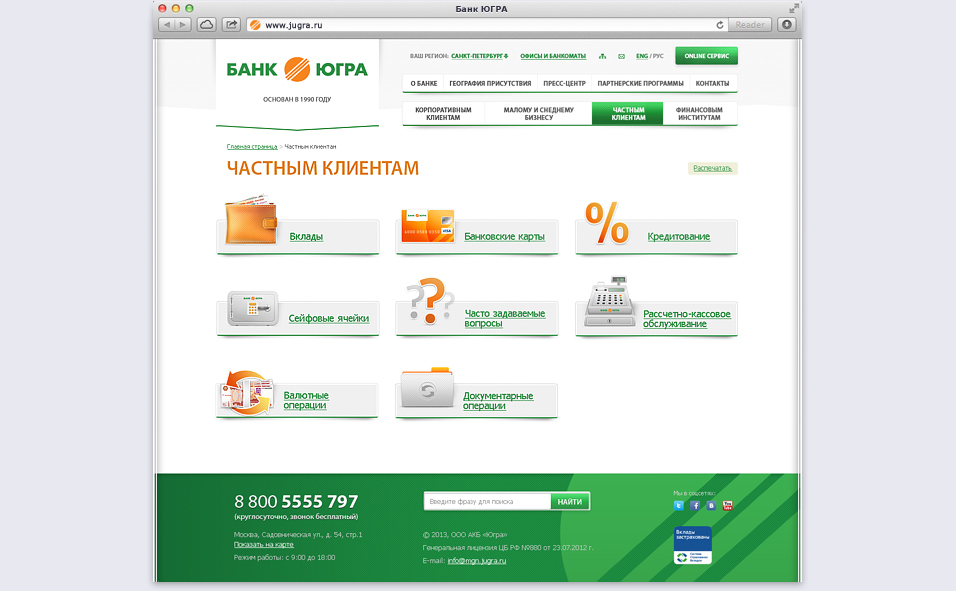 Банк ЮГРА
www.jugra.ru
Reader
БАНК ЮГРА
ОСНОВАН В 1990 ГОДУ
ВАШ РЕГИОН: САНКТ-ПЕТЕРБУРГ
ОФИСЫ И БАНКОМАТЫ
ENG / РУС
ONLINE СЕРВИС
О БАНКЕ
ГЕОГРАФИЯ ПРИСУТСТВИЯ
ПРЕСС-ЦЕНТР
ПАРТНЕРСКИЕ ПРОГРАММЫ
КОНТАКТЫ
КОРПОРАТИВНЫМ
КЛИЕНТАМ
МАЛОМУ И СНЕДНЕМУ
БИЗНЕСУ
ЧАСТНЫМ
КЛИЕНТАМ
ФИНАНСОВЫМ
ИНСТИТУТАМ
Главная страница > Частным клиентам
ЧАСТНЫМ КЛИЕНТАМ
Распечатать
Вклады
VISA
Банковские карты
%
Кредитование
Сейфовые ячейки
???
Часто задаваемые
вопросы
Рассчетно-кассовое
обслуживание
Валютные
операции
Документарные
операции
8 800 5555 797
(круглосуточно, звонок бесплатный)
Москва, Садовническая ул., д. 54, стр.1
Показать на карте
Режим работы: с 9:00 до 18:00
Введите фразу для поиска
НАЙТИ
© 2013, ООО АКБ «Югра»
Генеральная лицензия ЦБ РФ №880 от 23.07.2012 г.
E-mail: info@mgn.jugra.ru
Мы в соцсетях:
Вклады
застрахованы